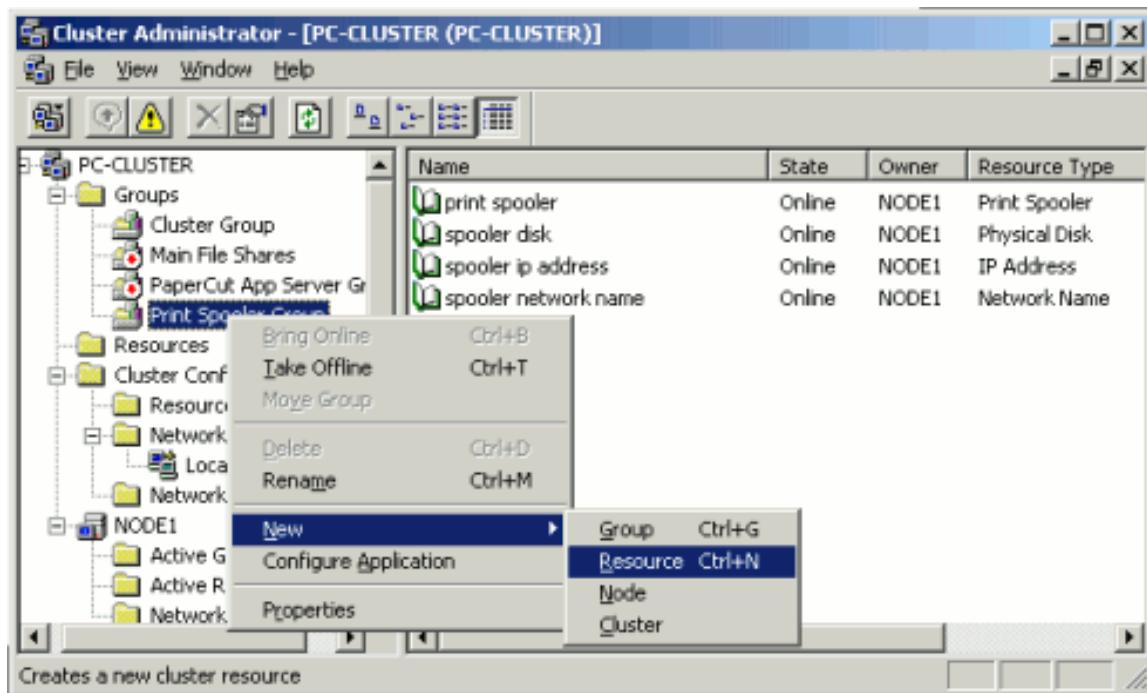 Cluster Administrator - [PC-CLUSTER (PC-CLUSTER)]
File View Window Help
PC-CLUSTER
Groups
Cluster Group
Main File Shares
PaperCut App Server Gr
Print Spooler Group
Resources
Cluster Conf
Resourc
Network
Loca
Network
NODE1
Active G
Active R
Network
Name State Owner Resource Type
print spooler Online NODE1 Print Spooler
spooler disk Online NODE1 Physical Disk
spooler ip address Online NODE1 IP Address
spooler network name Online NODE1 Network Name
Bring Online Ctrl+B
Take Offline Ctrl+T
Move Group
Delete Ctrl+D
Rename Ctrl+M
New
Configure Application
Properties
Group Ctrl+G
Resource Ctrl+N
Node
Cluster
Creates a new cluster resource